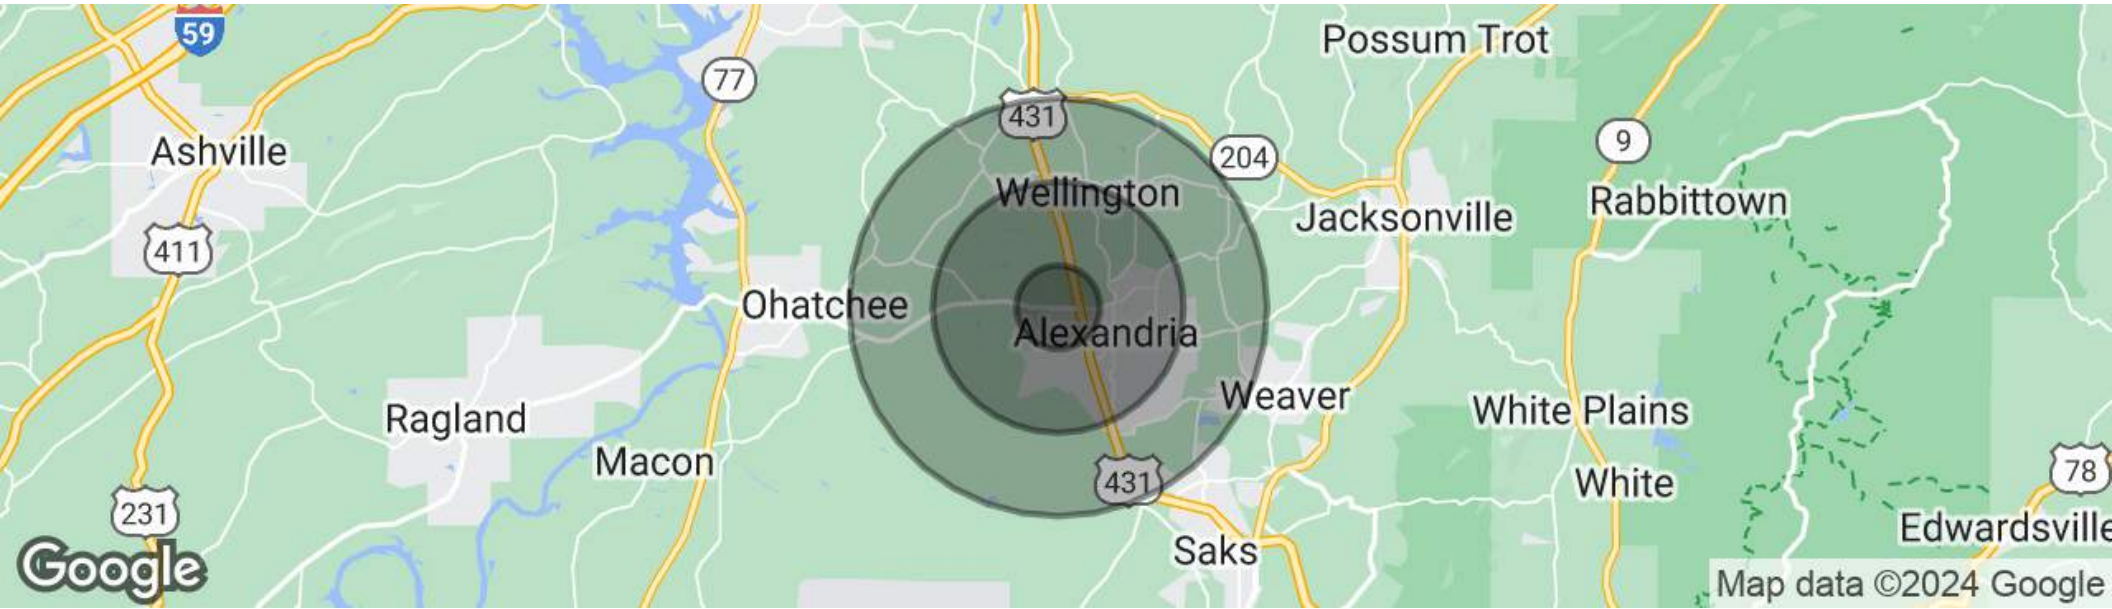 59
Possum Trot
77
431
9
Ashville
204
Wellington
Rabbittown
Jacksonville
411
Ohatchee
Alexandria
Weaver
White Plains
Ragland
Macon
78
431
White
231
Edwardsville
Saks
Google
Map data ©2024 Google